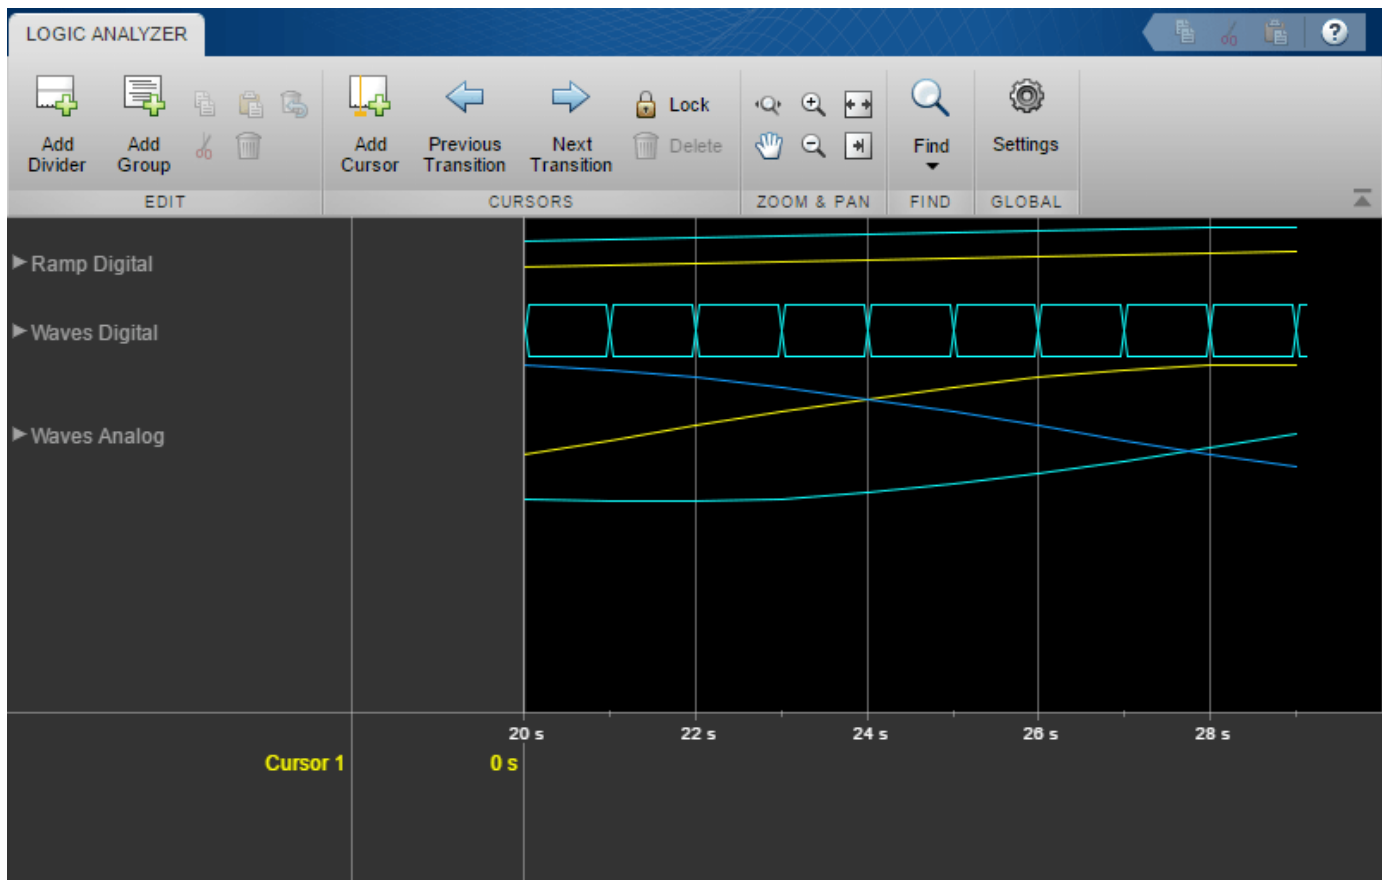 LOGIC ANALYZER
?
Add Divider
Add Group
Add Cursor
Previous Transition
Next Transition
Lock
Delete
Find
Settings
EDIT
CURSORS
ZOOM & PAN
FIND
GLOBAL
Ramp Digital
Waves Digital
Waves Analog
20 s 22 s 24 s 26 s 28 s
Cursor 1 0 s